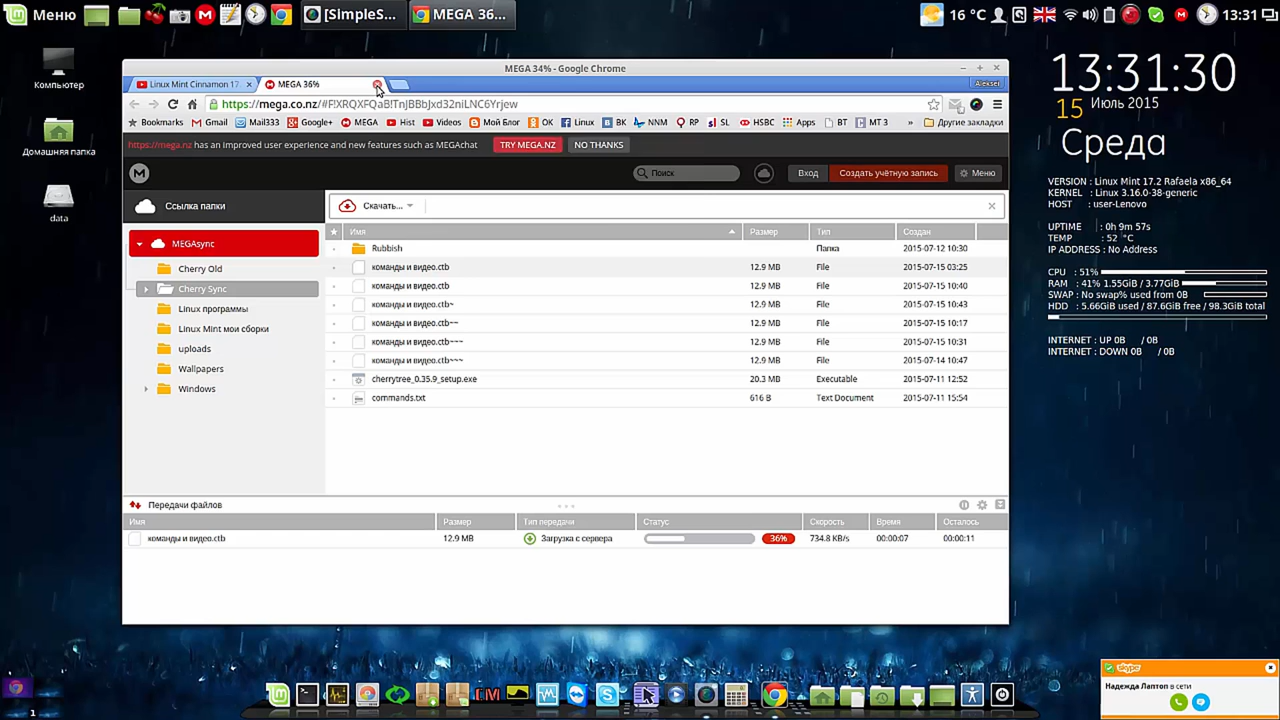 Меню
[SimpleS...
MEGA 36...
16 °C
13:31
Компьютер
Домашняя папка
data
MEGA 34% - Google Chrome
Linux Mint Cinnamon 17
MEGA 36%
Alekser
https://mega.co.nz/#F!XRQXFQaB!TnJBBbJxd32niLNC6Yrjew
Bookmarks
Gmail
Mail333
Google+
MEGA
Hist
Videos
Мой Блог
OK
Linux
ВК
NNM
RP
SL
HSBC
Apps
BT
MT 3
»
Другие закладки
https://mega.nz has an improved user experience and new features such as MEGAchat
TRY MEGA.NZ
NO THANKS
M
Поиск
Вход
Создать учётную запись
Меню
Ссылка папки
Скачать...
MEGAsync
Cherry Old
Cherry Sync
Linux программы
Linux Mint мои сборки
uploads
Wallpapers
Windows
Имя Размер Тип Создан
Rubbish Папка 2015-07-12 10:30
команды и видео.ctb 12.9 MB File 2015-07-15 03:25
команды и видео.ctb 12.9 MB File 2015-07-15 10:40
команды и видео.ctb~ 12.9 MB File 2015-07-15 10:43
команды и видео.ctb~~ 12.9 MB File 2015-07-15 10:17
команды и видео.ctb~~~ 12.9 MB File 2015-07-15 10:31
команды и видео.ctb~~~ 12.9 MB File 2015-07-14 10:47
cherrytree_0.35.9_setup.exe 20.3 MB Executable 2015-07-11 12:52
commands.txt 616 B Text Document 2015-07-11 15:54
Передачи файлов
Имя Размер Тип передачи Статус Скорость Время Осталось
команды и видео.ctb 12.9 MB Загрузка с сервера 36% 734.8 KB/s 00:00:07 00:00:11
13:31:30
15 Июль 2015
Среда
VERSION : Linux Mint 17.2 Rafaela x86_64
KERNEL : Linux 3.16.0-38-generic
HOST : user-Lenovo
UPTIME : 0h 9m 57s
TEMP : 52 °C
IP ADDRESS : No Address
CPU : 51%
RAM : 41% 1.55GiB / 3.77GiB
SWAP : No swap% used from 0B
HDD : 5.66GiB used / 87.6GiB free / 98.3GiB total
INTERNET : UP 0B / 0B
INTERNET : DOWN 0B / 0B
skype
Надежда Лаптоп в сети
1